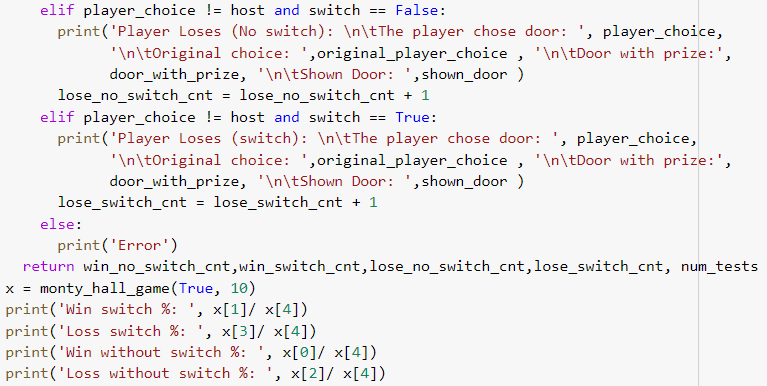 elif player_choice != host and switch == False:
print('Player Loses (No switch): \n\tThe player chose door: ', player_choice,
'\n\tOriginal choice: ',original_player_choice , '\n\tDoor with prize:',
door_with_prize, '\n\tShown Door: ',shown_door )
lose_no_switch_cnt = lose_no_switch_cnt + 1
elif player_choice != host and switch == True:
print('Player Loses (switch): \n\tThe player chose door: ', player_choice,
'\n\tOriginal choice: ',original_player_choice , '\n\tDoor with prize:',
door_with_prize, '\n\tShown Door: ',shown_door )
lose_switch_cnt = lose_switch_cnt + 1
else:
print('Error')
return win_no_switch_cnt,win_switch_cnt,lose_no_switch_cnt,lose_switch_cnt, num_tests
x = monty_hall_game(True, 10)
print('Win switch %: ', x[1]/ x[4])
print('Loss switch %: ', x[3]/ x[4])
print('Win without switch %: ', x[0]/ x[4])
print('Loss without switch %: ', x[2]/ x[4])